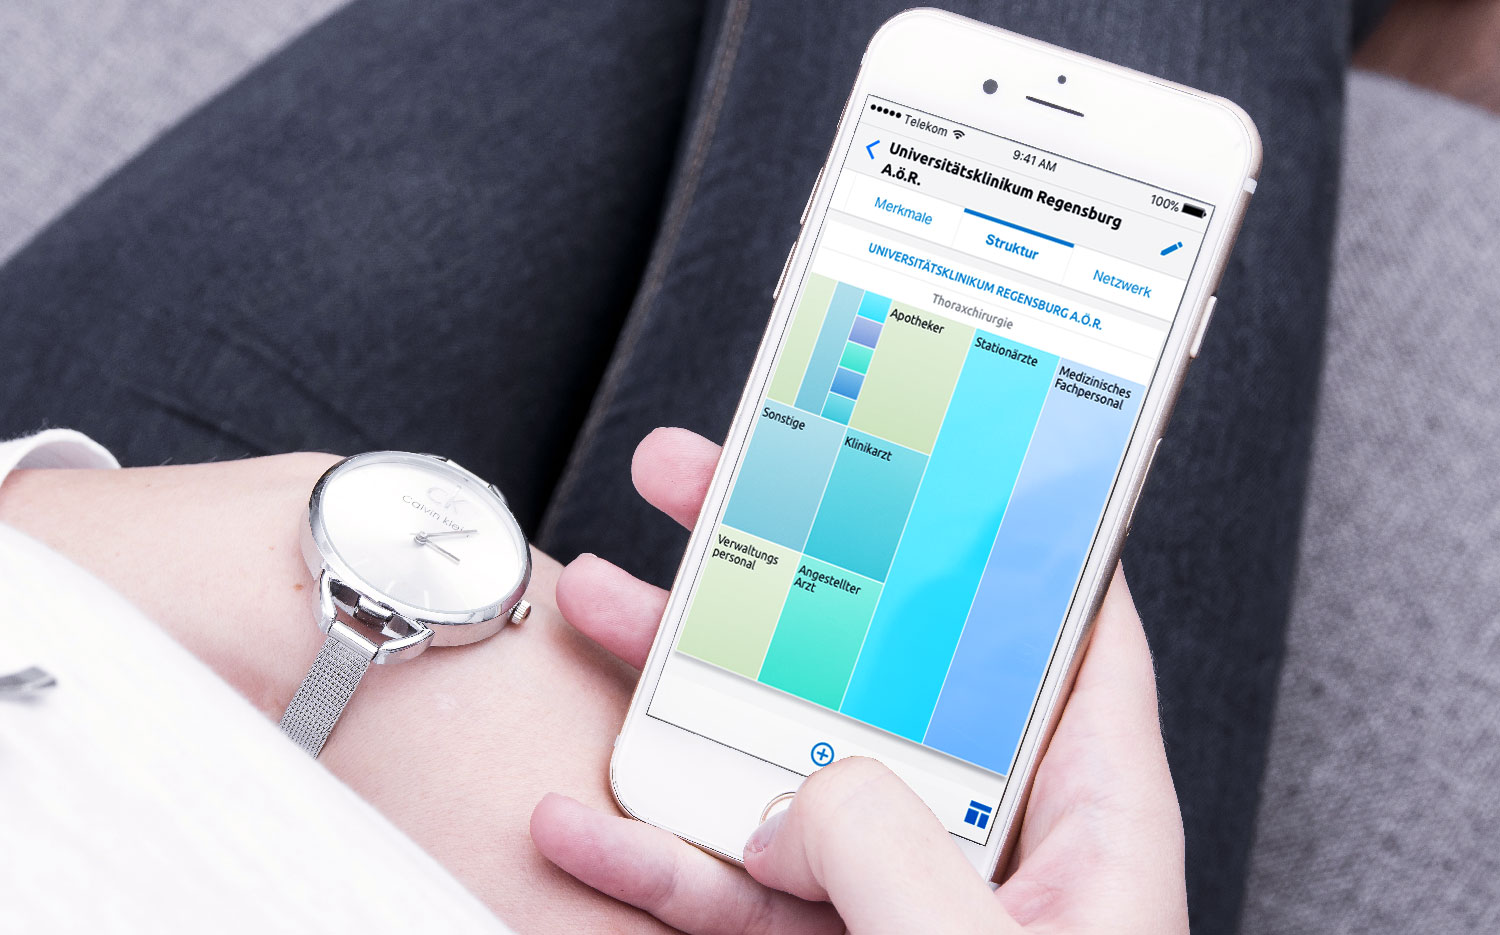 Telekom
9:41 AM
100%
Universitätsklinikum Regensburg
A.ö.R.
Merkmale
Struktur
Netzwerk
UNIVERSITÄTSKLINIKUM REGENSBURG A.Ö.R.
Thoraxchirurgie
Apotheker
Stationärzte
Medizinisches
Fachpersonal
Sonstige
Klinikarzt
Verwaltungs
personal
Angestellter
Arzt
ck
Calvin klein